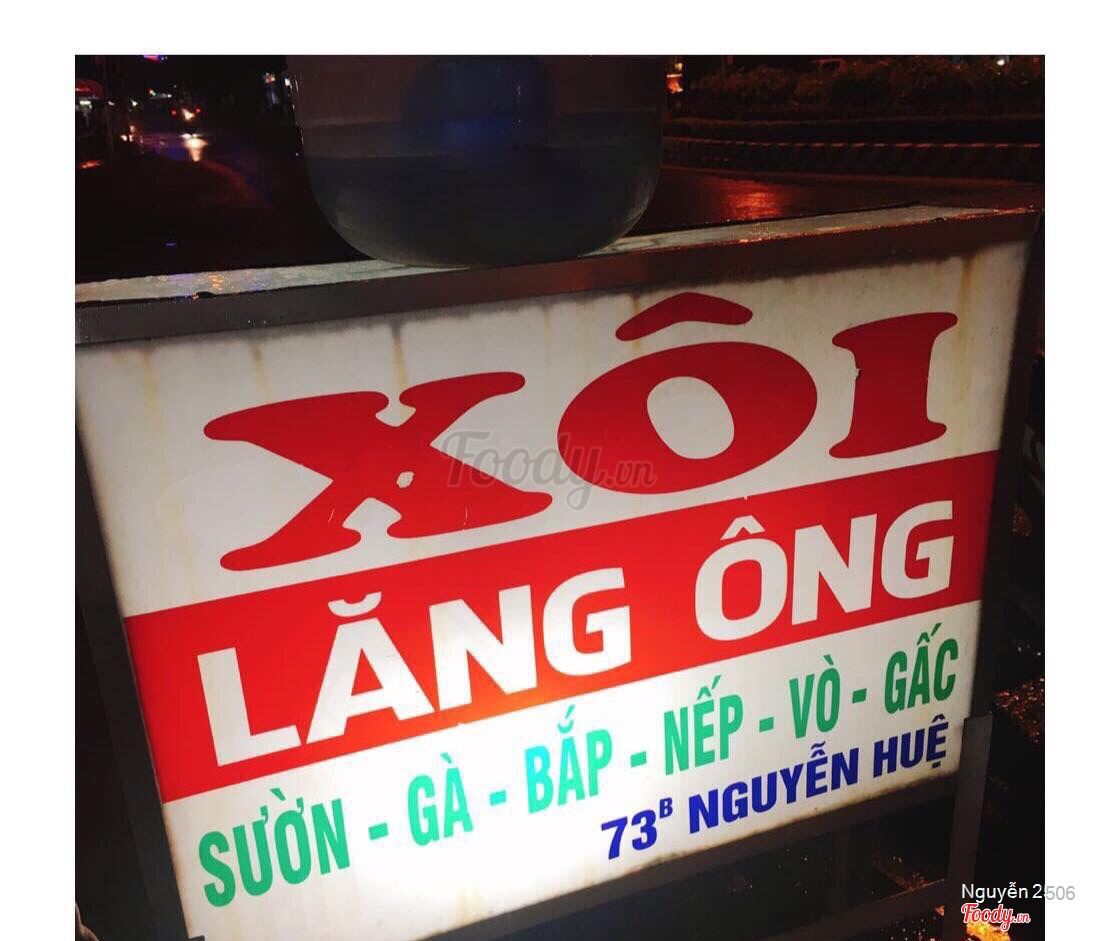 XÔI
Foody.vn
LĂNG ÔNG
SƯỜN - GÀ - BẮP - NẾP - VÒ - GẤC
73B NGUYỄN HUỆ
Nguyễn 2506
Foody.vn